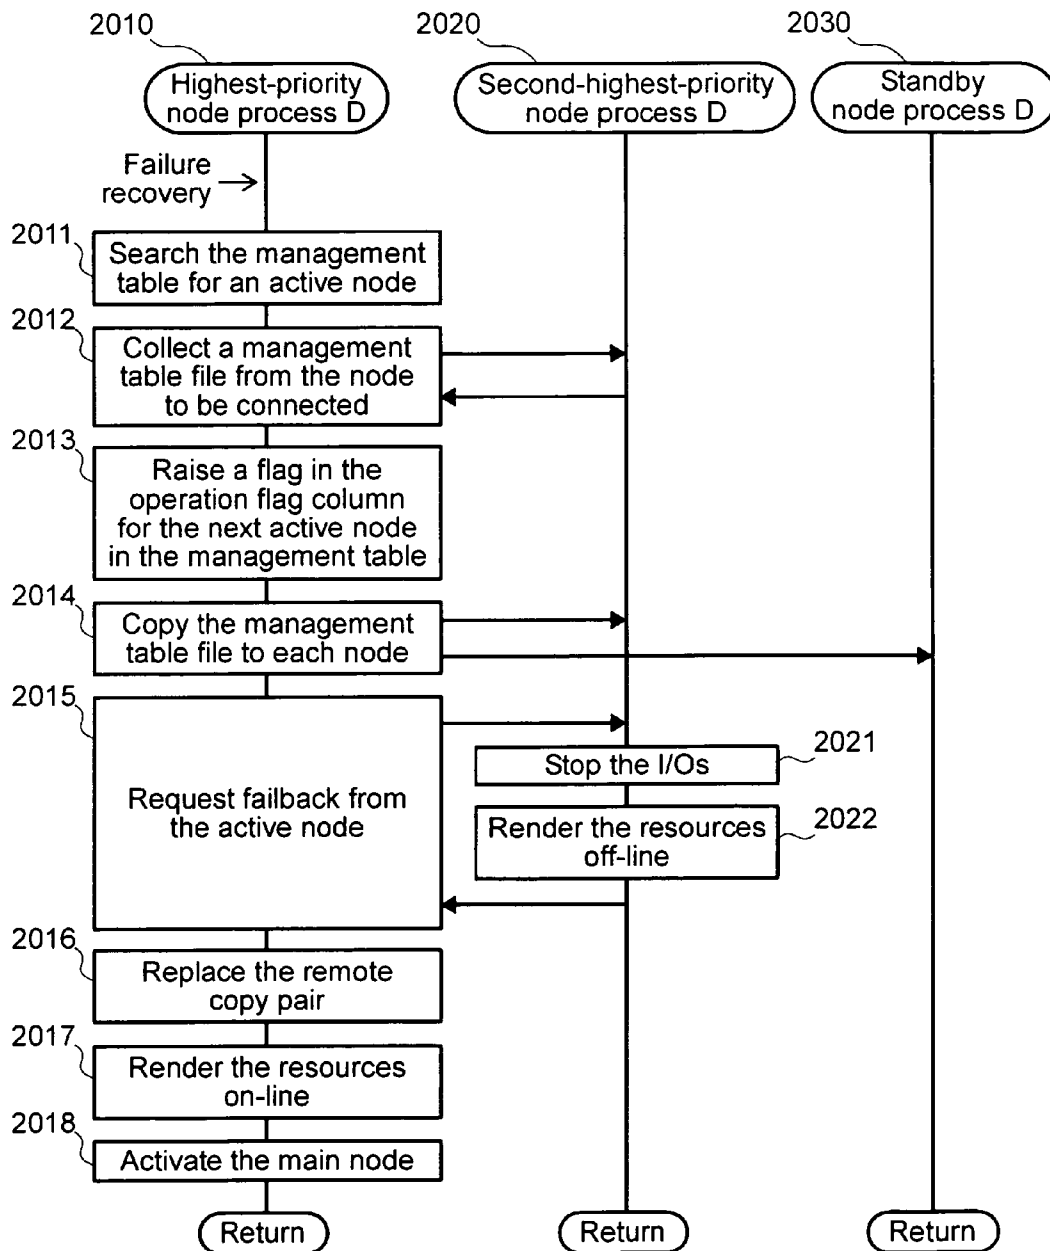 2010
2020
2030
Highest-priority
node process D
Second-highest-priority
node process D
Standby
node process D
Failure
recovery
2011
Search the management
table for an active node
2012
Collect a management
table file from the node
to be connected
2013
Raise a flag in the
operation flag column
for the next active node
in the management table
2014
Copy the management
table file to each node
2015
Request failback from
the active node
2021
Stop the I/Os
2022
Render the resources
off-line
2016
Replace the remote
copy pair
2017
Render the resources
on-line
2018
Activate the main node
Return
Return
Return